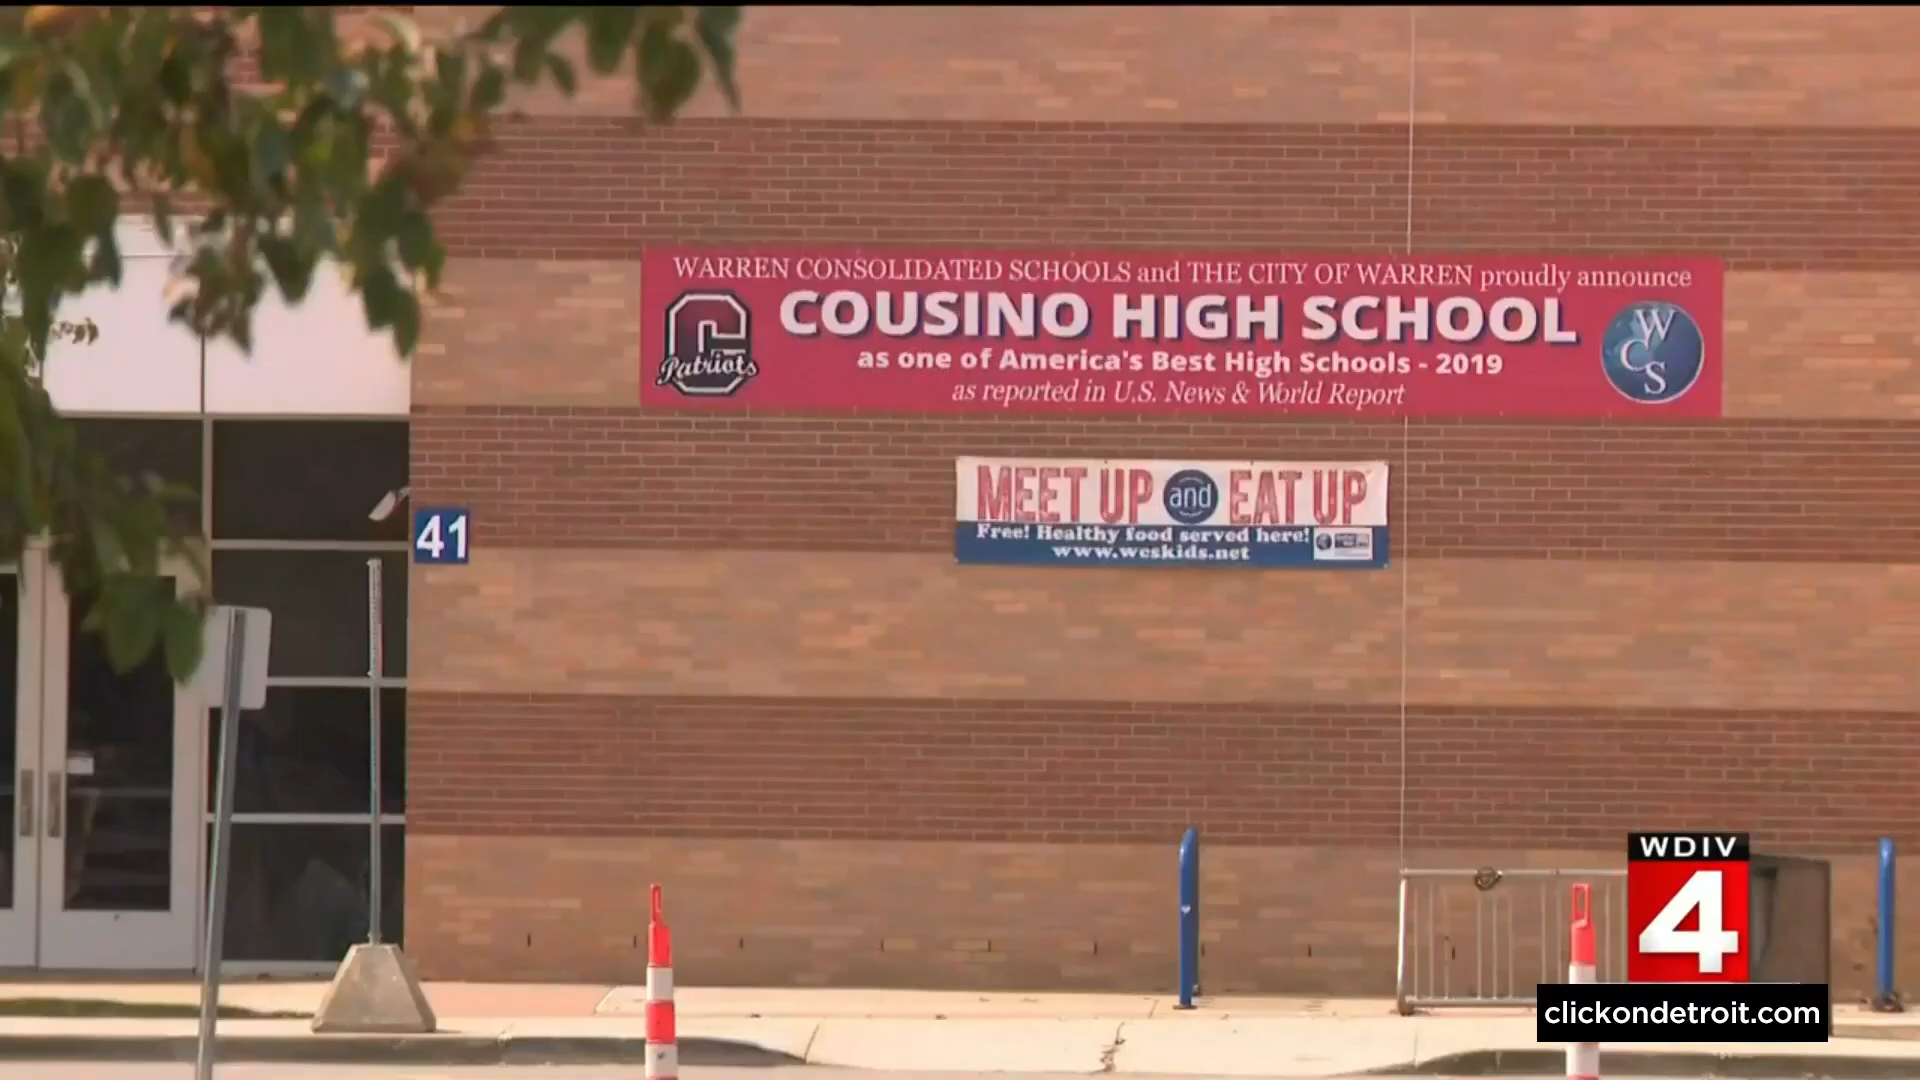 WARREN CONSOLIDATED SCHOOLS and THE CITY OF WARREN proudly announce
COUSINO HIGH SCHOOL
as one of America's Best High Schools - 2019
as reported in U.S. News & World Report
C
Patriots
W
C
S
MEET UP and EAT UP
Free! Healthy food served here!
www.wcskids.net
41
WDIV
4
clickondetroit.com